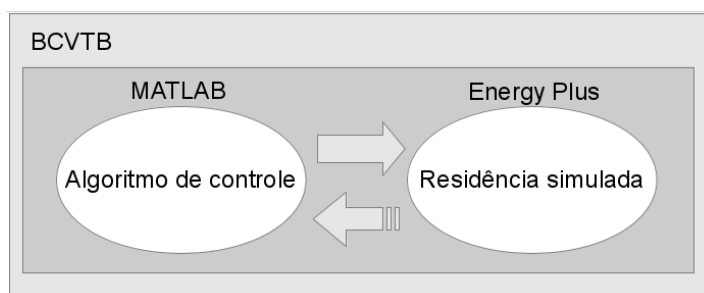 BCVTB
MATLAB
Energy Plus
Algoritmo de controle
Residência simulada